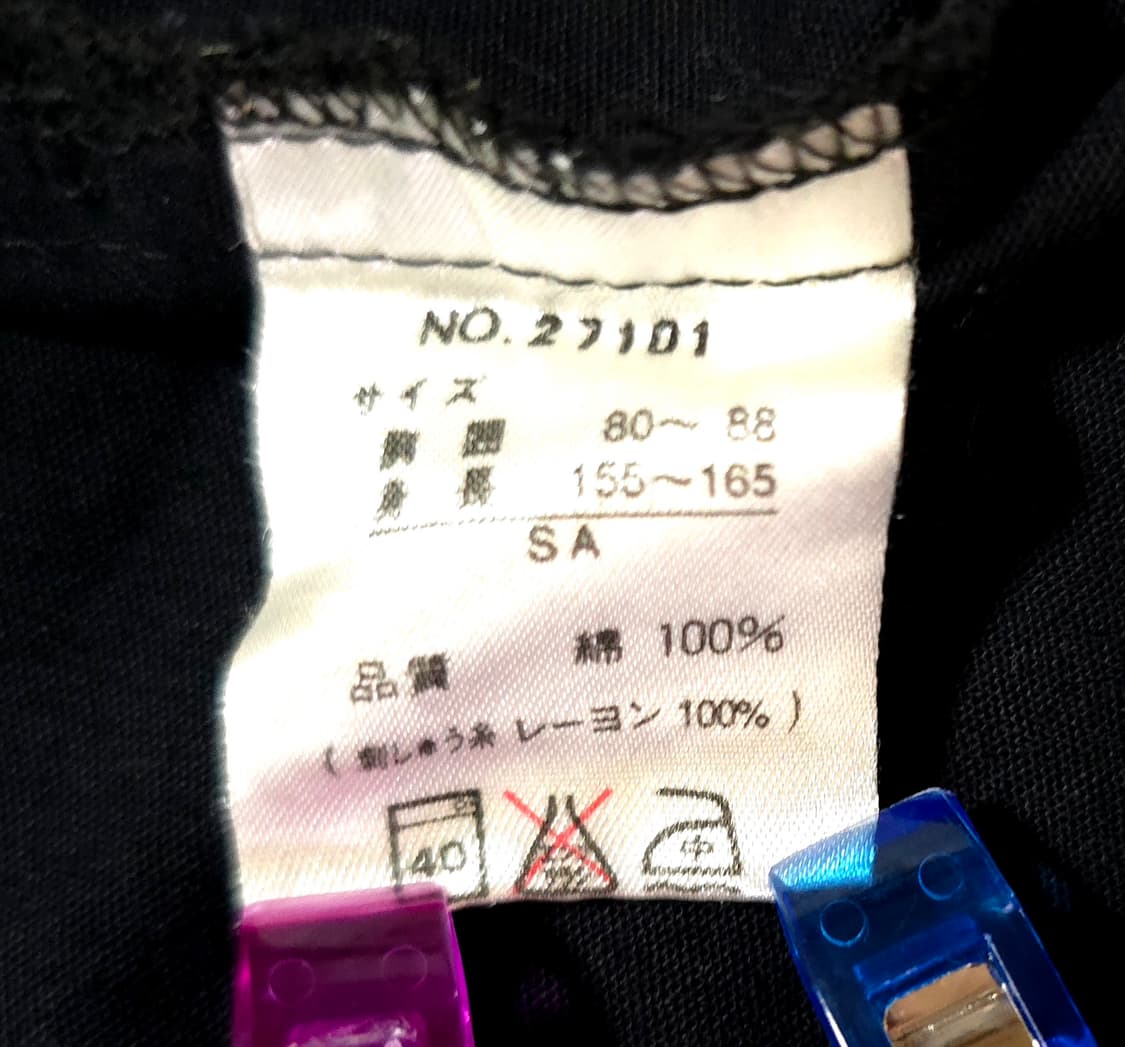 NO. 27101
サイズ
胸囲 80～ 88
身長 155～165
SA
品質 綿 100%
( 刺しゅう糸 レーヨン 100% )
40 中